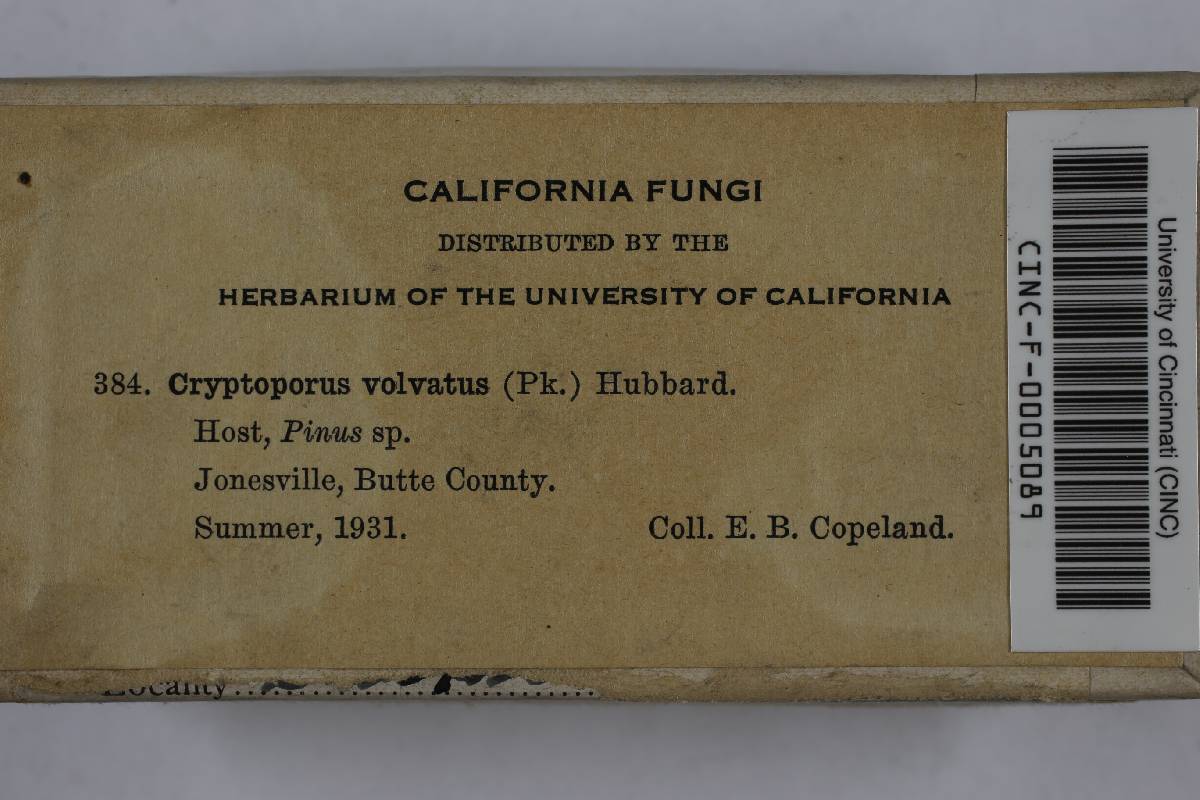 CALIFORNIA FUNGI
DISTRIBUTED BY THE
HERBARIUM OF THE UNIVERSITY OF CALIFORNIA
384. Cryptoporus volvatus (Pk.) Hubbard.
Host, Pinus sp.
Jonesville, Butte County.
Summer, 1931. Coll. E. B. Copeland.
Locality
University of Cincinnati (CINC)
CINC-F-0005089